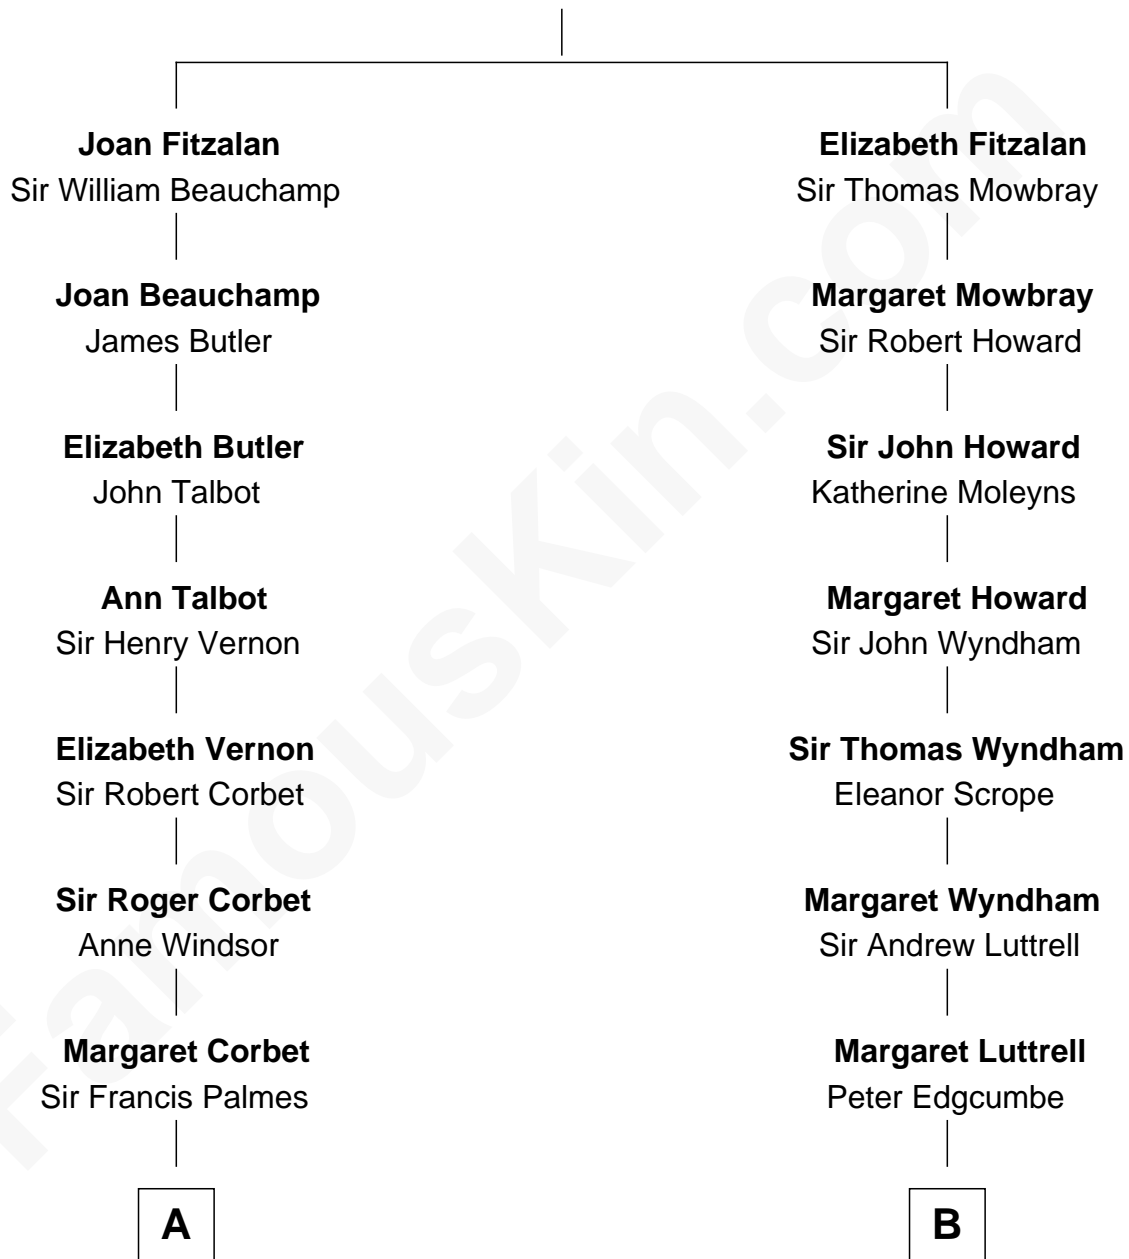 Joan Fitzalan
Sir William Beauchamp
Elizabeth Fitzalan
Sir Thomas Mowbray
Joan Beauchamp
James Butler
Margaret Mowbray
Sir Robert Howard
Elizabeth Butler
John Talbot
Sir John Howard
Katherine Moleyns
Ann Talbot
Sir Henry Vernon
Margaret Howard
Sir John Wyndham
Elizabeth Vernon
Sir Robert Corbet
Sir Thomas Wyndham
Eleanor Scrope
Sir Roger Corbet
Anne Windsor
Margaret Wyndham
Sir Andrew Luttrell
Margaret Corbet
Sir Francis Palmes
Margaret Luttrell
Peter Edgcumbe
A
B
FamousKin.com